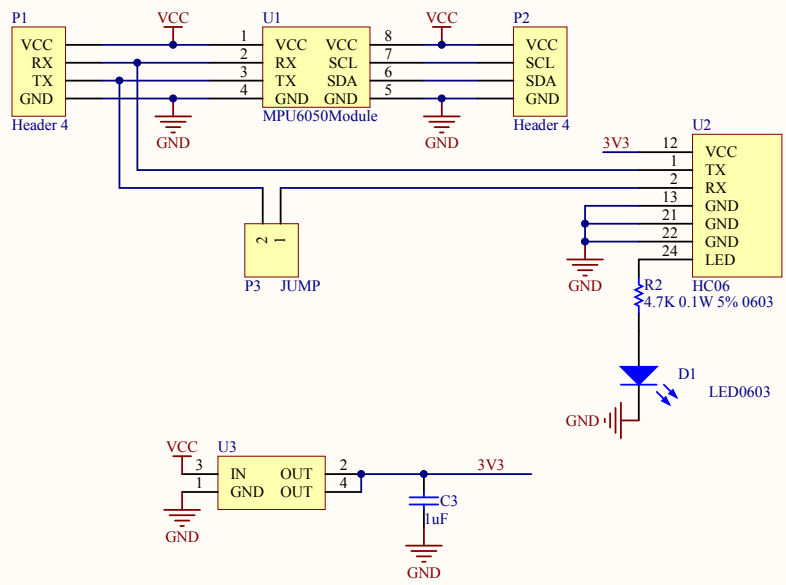 P1
VCC
U1
VCC
P2
VCC
RX
TX
GND
1
2
3
4
VCC VCC
RX SCL
TX SDA
GND GND
8
7
6
5
VCC
SCL
SDA
GND
Header 4
GND
MPU6050Module
GND
Header 4
U2
3V3
12
1
2
13
21
22
24
VCC
TX
RX
GND
GND
GND
LED
2 1
P3 JUMP
GND
HC06
R2
4.7K 0.1W 5% 0603
D1
LED0603
GND
VCC
U3
3
1
IN OUT
GND OUT
2
4
3V3
C3
1uF
GND
GND